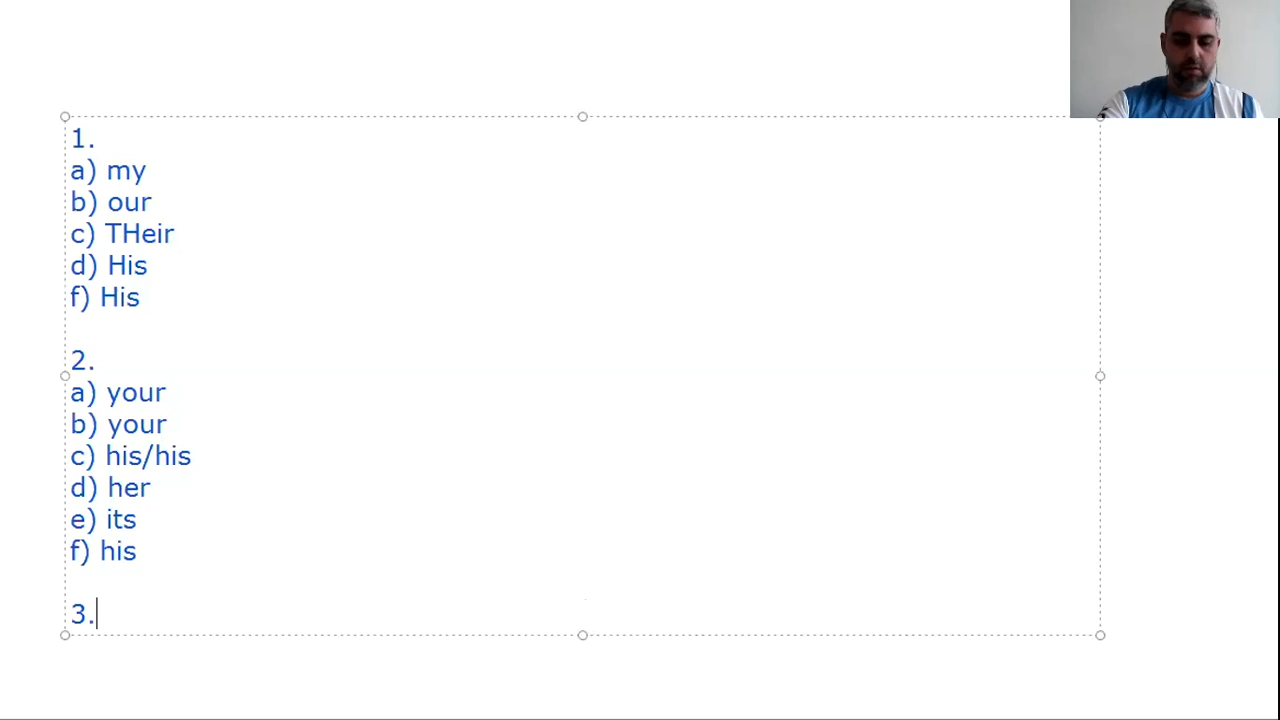 1.
a) my
b) our
c) THeir
d) His
f) His
2.
a) your
b) your
c) his/his
d) her
e) its
f) his
3.